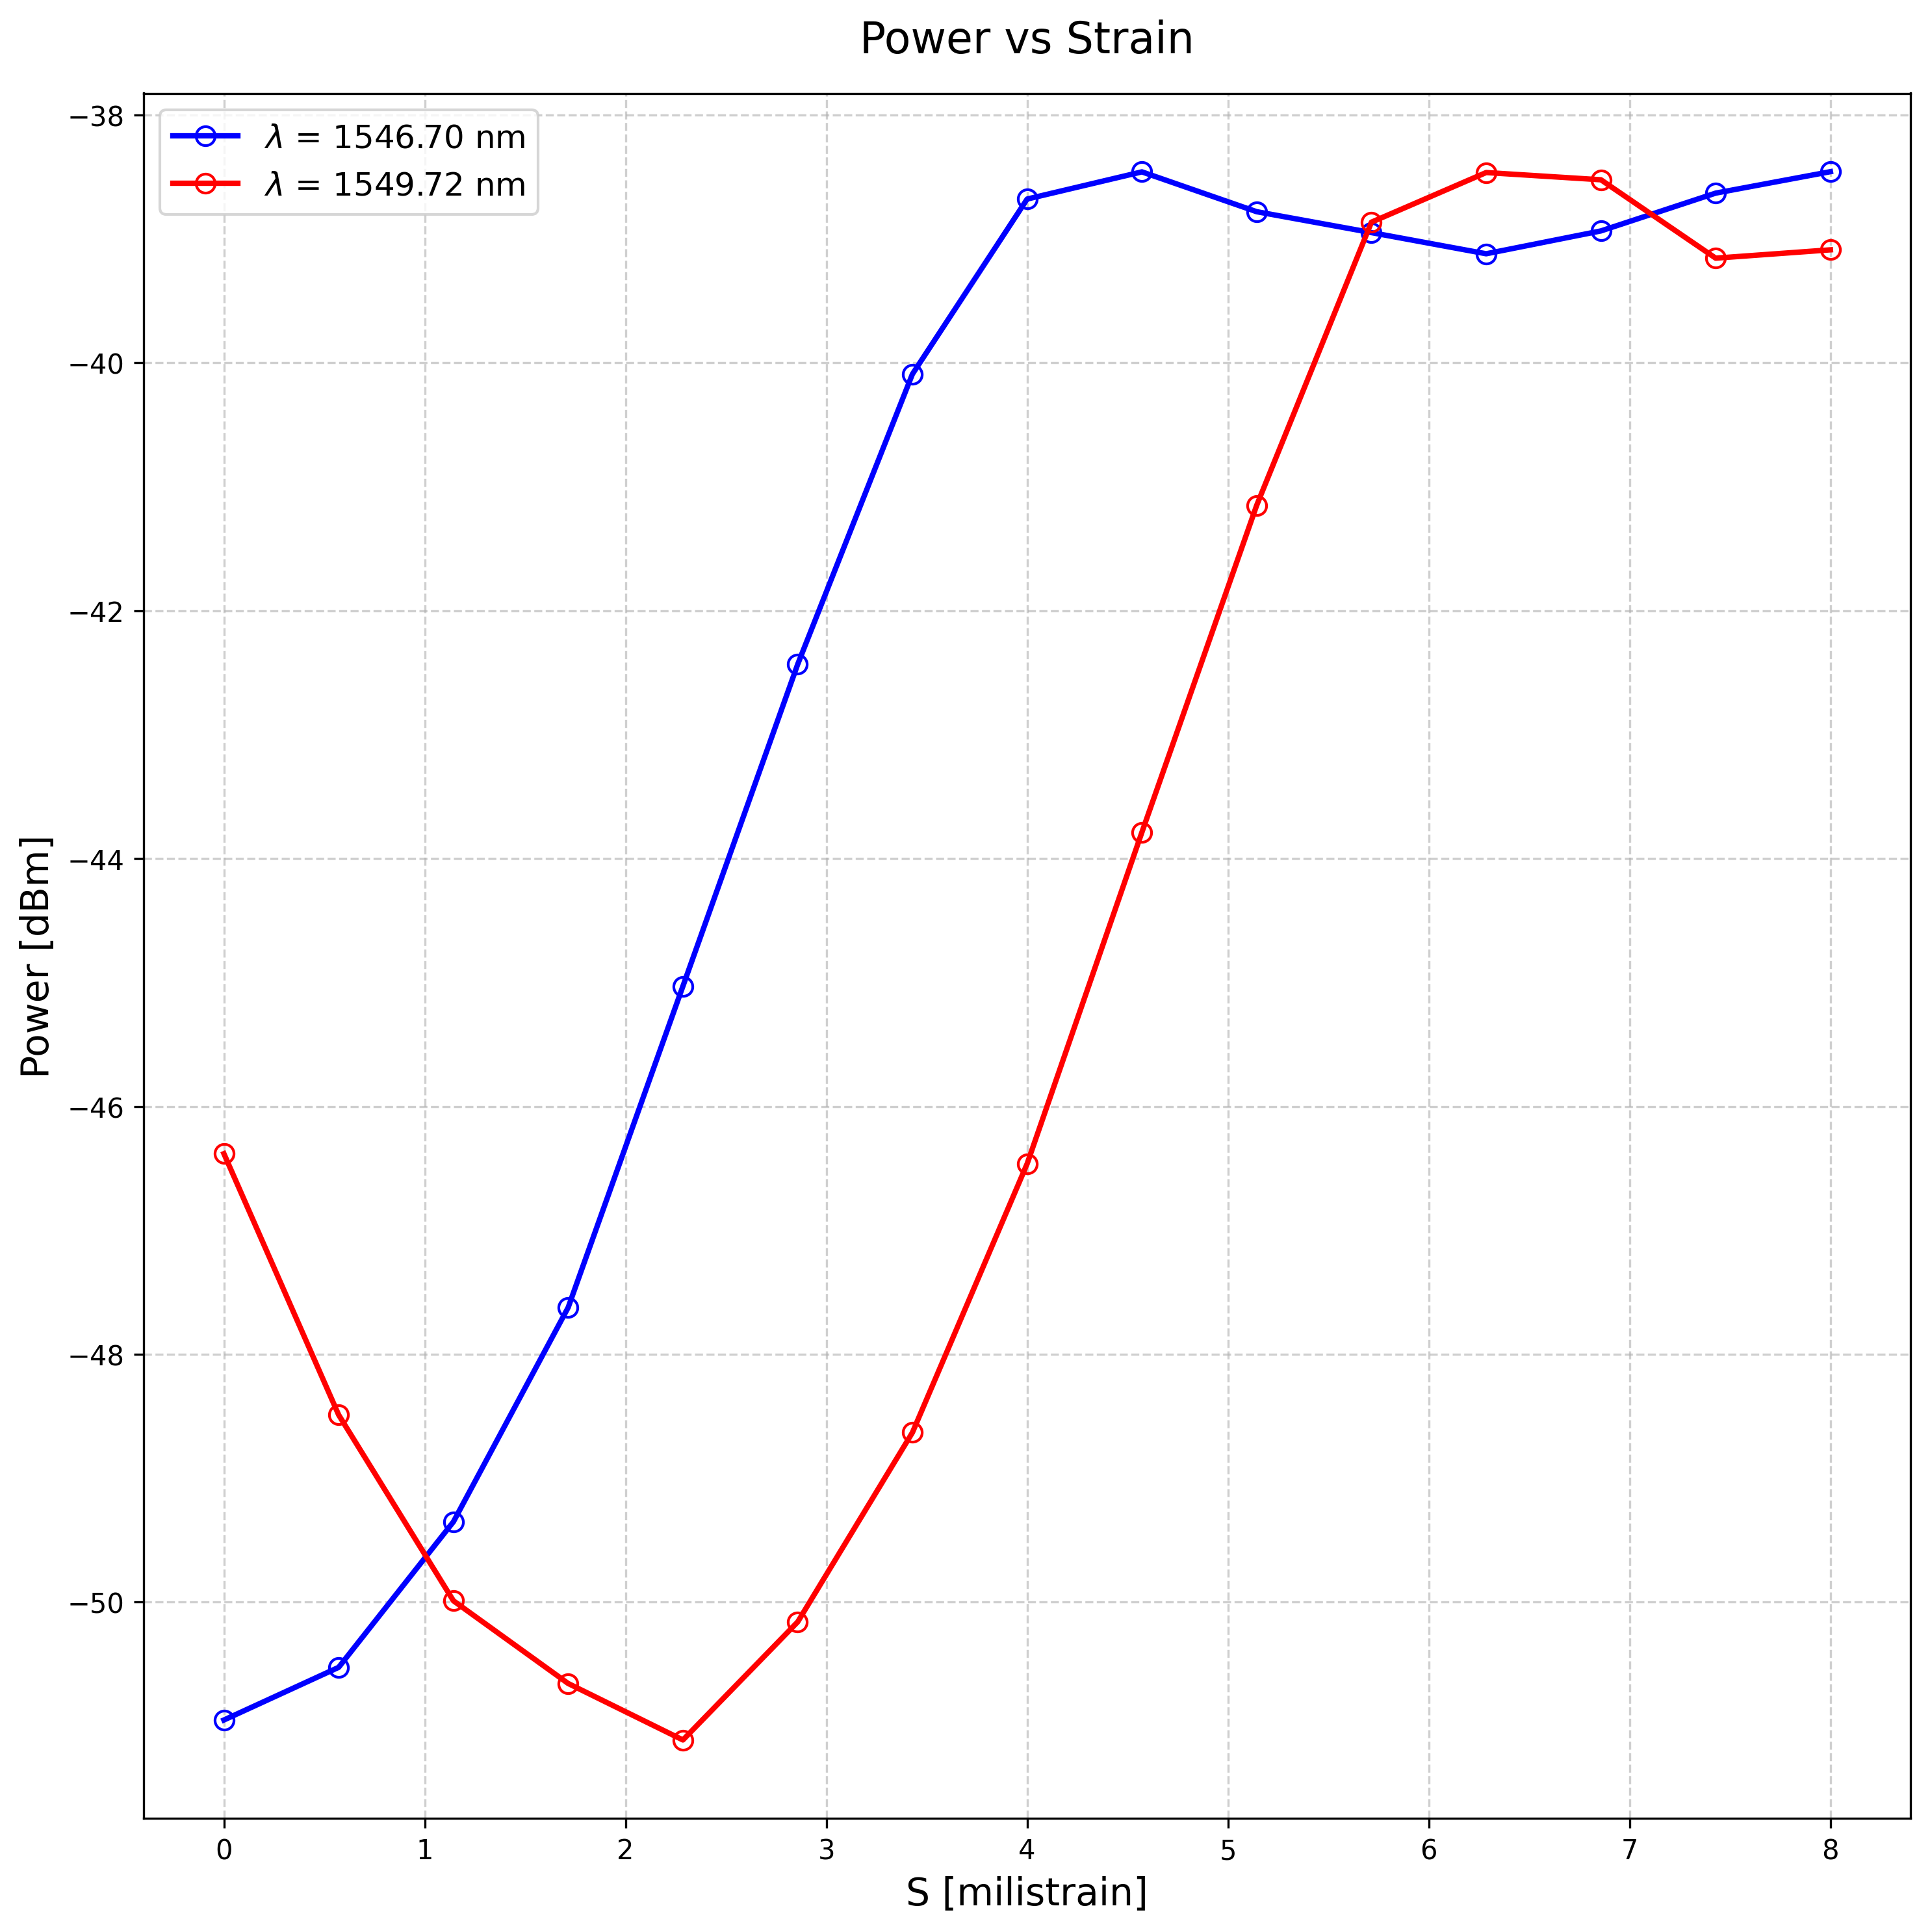 Power vs Strain
λ = 1546.70 nm
λ = 1549.72 nm
−38
−40
−42
−44
−46
−48
−50
Power [dBm]
0 1 2 3 4 5 6 7 8
S [milistrain]